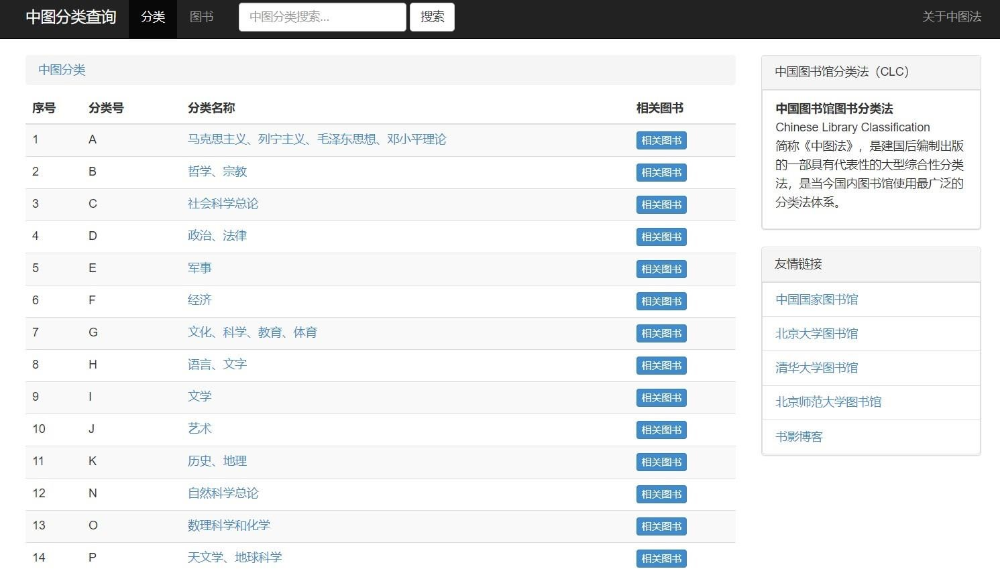 中图分类查询 分类 图书 中图分类搜索... 搜索 关于中图法
中图分类
序号 分类号 分类名称 相关图书
1 A 马克思主义、列宁主义、毛泽东思想、邓小平理论 相关图书
2 B 哲学、宗教 相关图书
3 C 社会科学总论 相关图书
4 D 政治、法律 相关图书
5 E 军事 相关图书
6 F 经济 相关图书
7 G 文化、科学、教育、体育 相关图书
8 H 语言、文字 相关图书
9 I 文学 相关图书
10 J 艺术 相关图书
11 K 历史、地理 相关图书
12 N 自然科学总论 相关图书
13 O 数理科学和化学 相关图书
14 P 天文学、地球科学 相关图书
中国图书馆分类法（CLC）
中国图书馆图书分类法
Chinese Library Classification
简称《中图法》，是建国后编制出版
的一部具有代表性的大型综合性分类
法，是当今国内图书馆使用最广泛的
分类法体系。
友情链接
中国国家图书馆
北京大学图书馆
清华大学图书馆
北京师范大学图书馆
书影博客